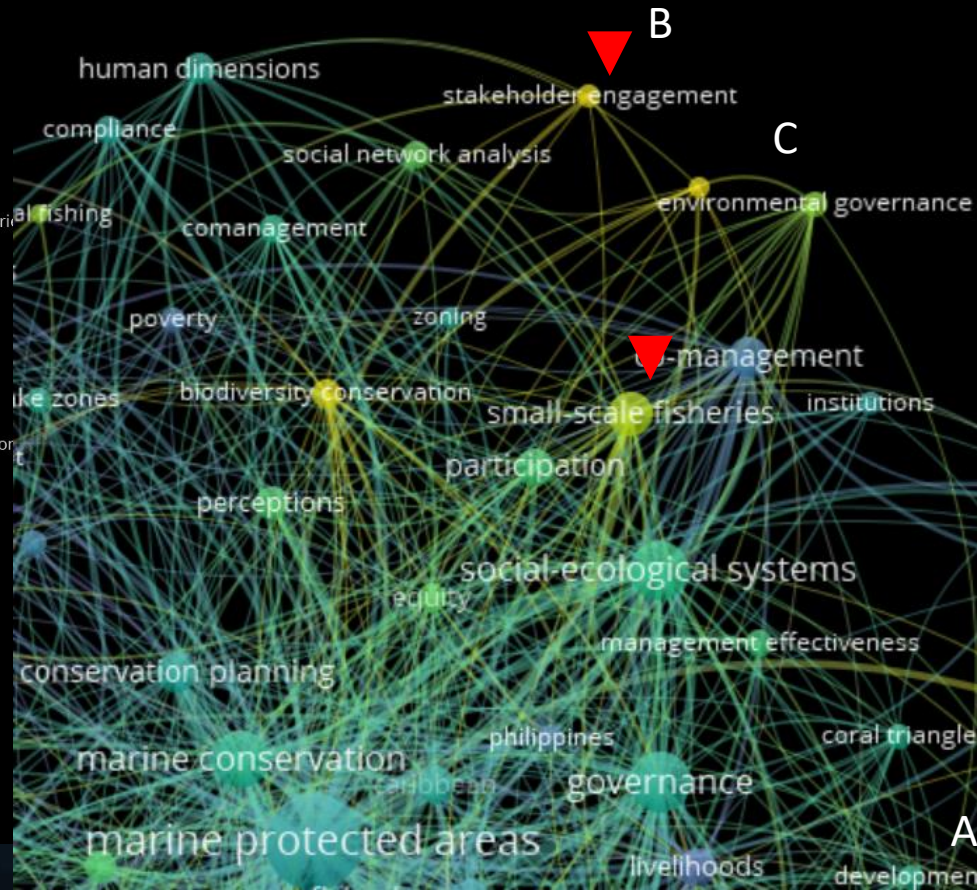 B
human dimensions
stakeholder engagement
compliance
C
social network analysis
environmental governance
al fishing
comanagement
poverty
zoning
co-management
ke zones
biodiversity conservation
small-scale fisheries
institutions
participation
perceptions
social-ecological systems
equity
management effectiveness
conservation planning
philippines
coral triangle
marine conservation
caribbean
governance
marine protected areas
A
livelihoods
developmen